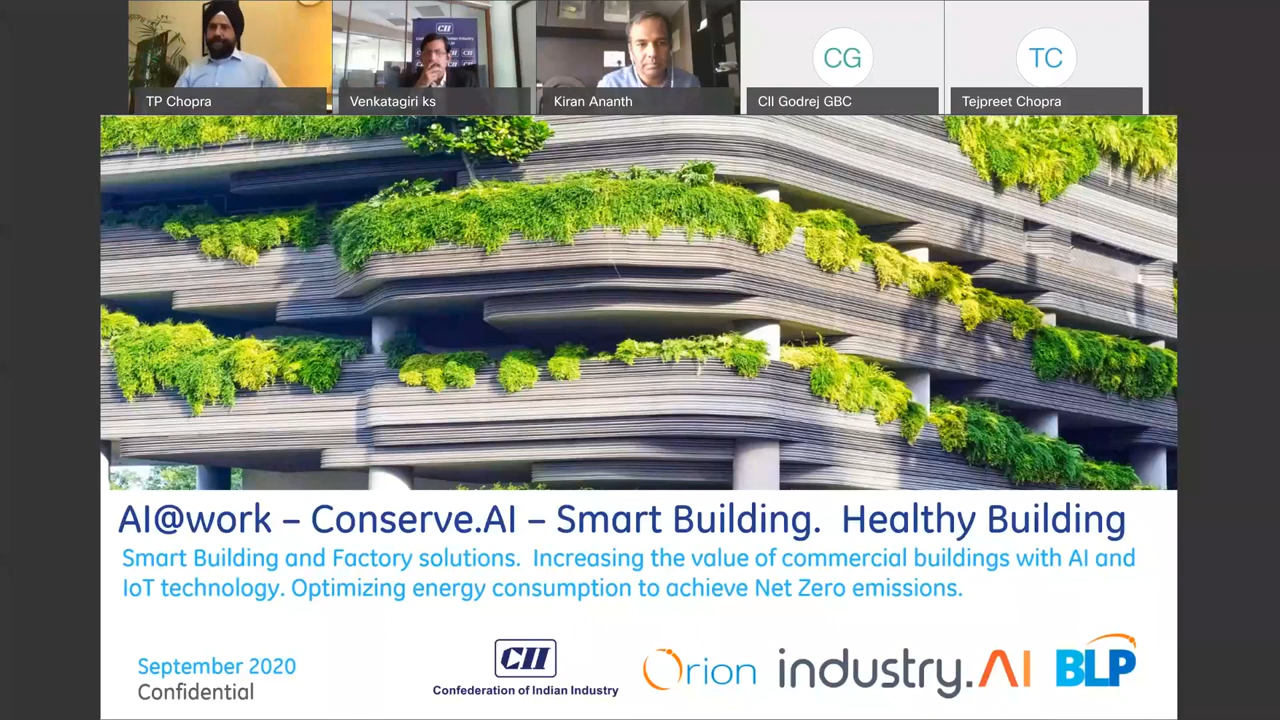 CII
TP Chopra
Venkatagiri ks
Kiran Ananth
CG
CII Godrej GBC
TC
Tejpreet Chopra
AI@work – Conserve.AI – Smart Building. Healthy Building
Smart Building and Factory solutions. Increasing the value of commercial buildings with AI and
IoT technology. Optimizing energy consumption to achieve Net Zero emissions.
September 2020
Confidential
CII
Confederation of Indian Industry
Orion
industry.AI
BLP